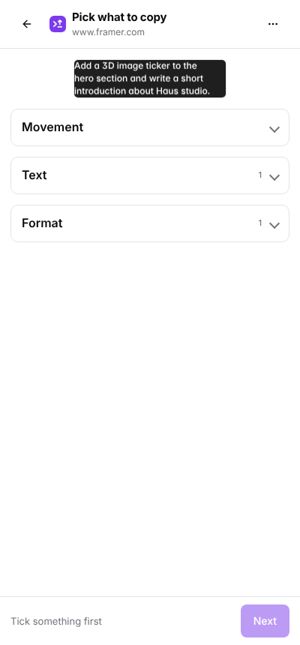 Pick what to copy
www.framer.com
Add a 3D image ticker to the
hero section and write a short
introduction about Haus studio.
Movement
Text 1
Format 1
Tick something first
Next